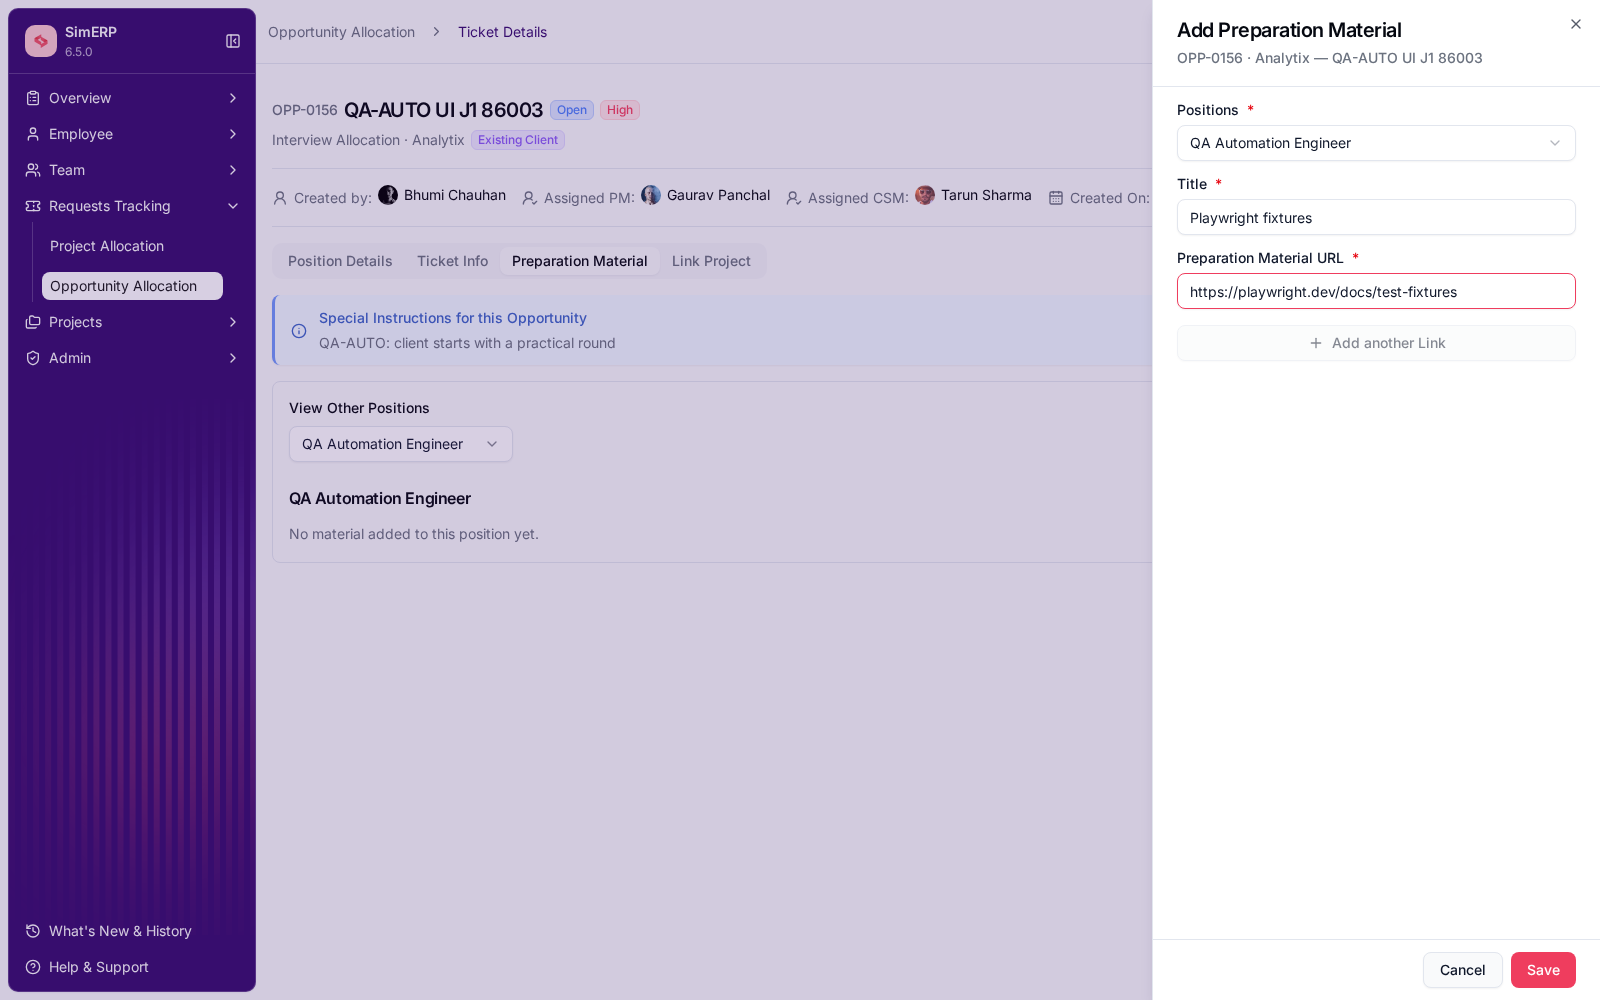 SimERP
6.5.0
Overview
Employee
Team
Requests Tracking
Project Allocation
Opportunity Allocation
Projects
Admin
What's New & History
Help & Support
Opportunity Allocation > Ticket Details
OPP-0156 QA-AUTO UI J1 86003 Open High
Interview Allocation · Analytix Existing Client
Created by: Bhumi Chauhan Assigned PM: Gaurav Panchal Assigned CSM: Tarun Sharma Created On:
Position Details Ticket Info Preparation Material Link Project
Special Instructions for this Opportunity
QA-AUTO: client starts with a practical round
View Other Positions
QA Automation Engineer
QA Automation Engineer
No material added to this position yet.
Add Preparation Material
OPP-0156 · Analytix — QA-AUTO UI J1 86003
Positions *
QA Automation Engineer
Title *
Playwright fixtures
Preparation Material URL *
https://playwright.dev/docs/test-fixtures
+ Add another Link
Cancel Save